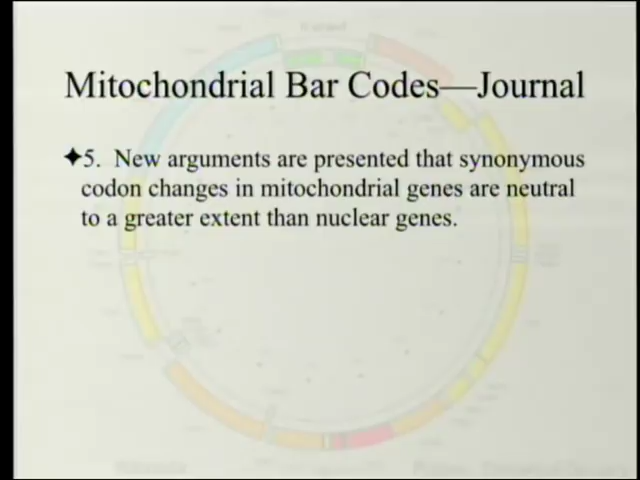 Mitochondrial Bar Codes—Journal
✦5. New arguments are presented that synonymous
codon changes in mitochondrial genes are neutral
to a greater extent than nuclear genes.